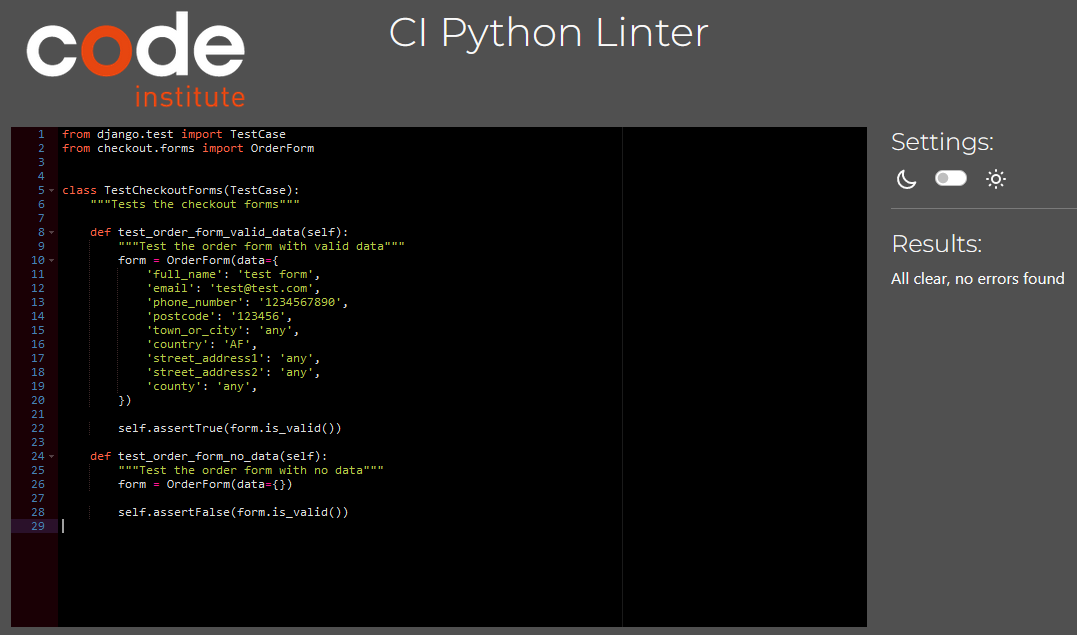 code
institute
CI Python Linter
1 from django.test import TestCase
2 from checkout.forms import OrderForm
3
4
5 class TestCheckoutForms(TestCase):
6     """Tests the checkout forms"""
7
8     def test_order_form_valid_data(self):
9         """Test the order form with valid data"""
10         form = OrderForm(data={
11             'full_name': 'test form',
12             'email': 'test@test.com',
13             'phone_number': '1234567890',
14             'postcode': '123456',
15             'town_or_city': 'any',
16             'country': 'AF',
17             'street_address1': 'any',
18             'street_address2': 'any',
19             'county': 'any',
20         })
21
22         self.assertTrue(form.is_valid())
23
24     def test_order_form_no_data(self):
25         """Test the order form with no data"""
26         form = OrderForm(data={})
27
28         self.assertFalse(form.is_valid())
29
Settings:
Results:
All clear, no errors found